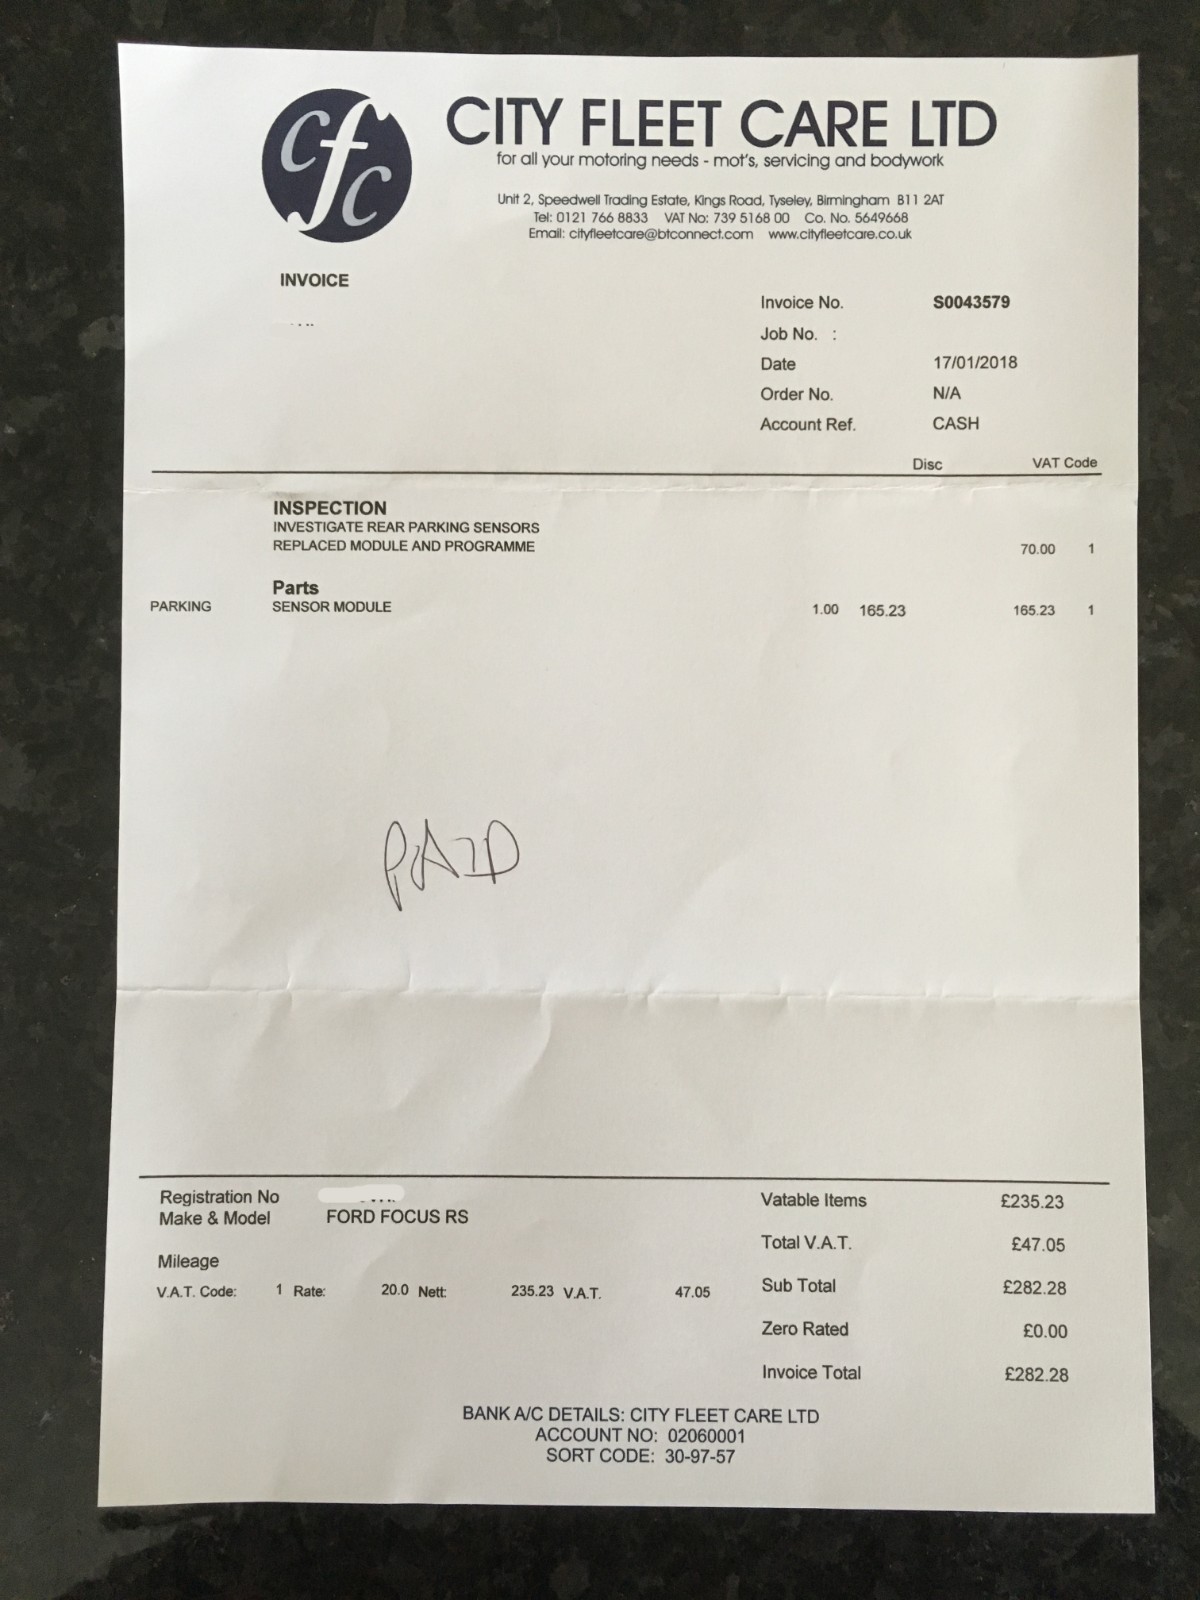 cfc
CITY FLEET CARE LTD
for all your motoring needs - mot's, servicing and bodywork
Unit 2, Speedwell Trading Estate, Kings Road, Tyseley, Birmingham B11 2AT
Tel: 0121 766 8833 VAT No: 739 5168 00 Co. No. 5649668
Email: cityfleetcare@btconnect.com www.cityfleetcare.co.uk
INVOICE
Invoice No. S0043579
Job No. :
Date 17/01/2018
Order No. N/A
Account Ref. CASH
Disc VAT Code
INSPECTION
INVESTIGATE REAR PARKING SENSORS
REPLACED MODULE AND PROGRAMME 70.00 1
Parts
PARKING SENSOR MODULE 1.00 165.23 165.23 1
PAID
Registration No
Make & Model FORD FOCUS RS
Mileage
V.A.T. Code: 1 Rate: 20.0 Nett: 235.23 V.A.T. 47.05
Vatable Items £235.23
Total V.A.T. £47.05
Sub Total £282.28
Zero Rated £0.00
Invoice Total £282.28
BANK A/C DETAILS: CITY FLEET CARE LTD
ACCOUNT NO: 02060001
SORT CODE: 30-97-57